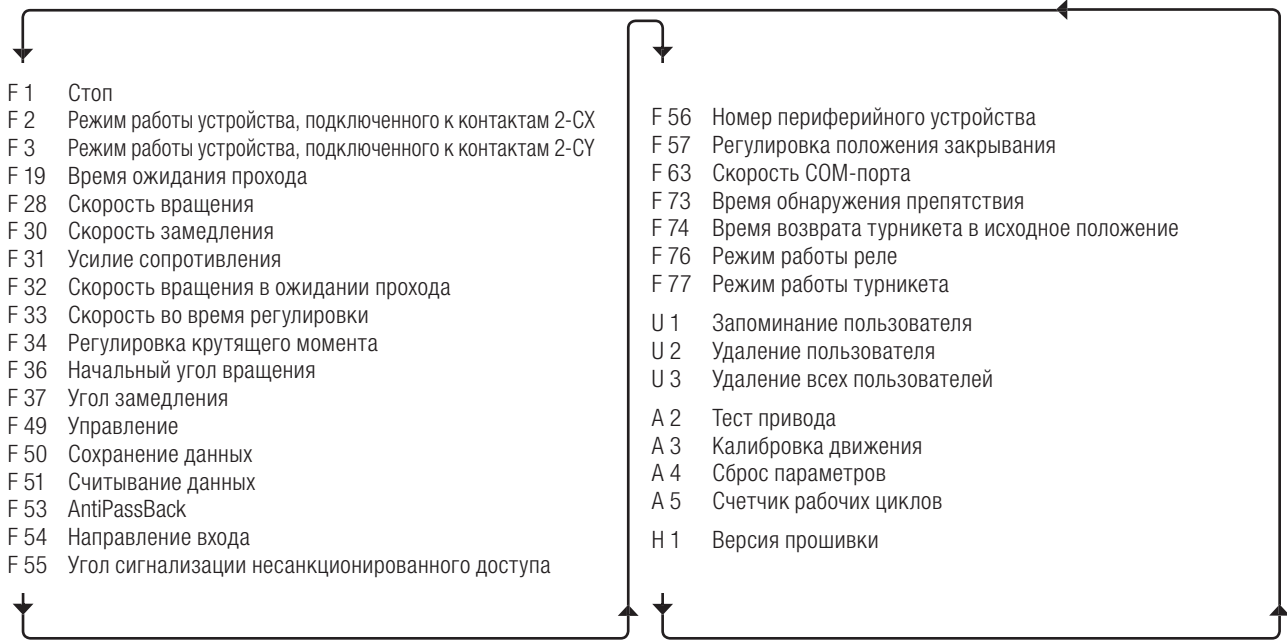 F 1 Стоп
F 2 Режим работы устройства, подключенного к контактам 2-CX
F 3 Режим работы устройства, подключенного к контактам 2-CY
F 19 Время ожидания прохода
F 28 Скорость вращения
F 30 Скорость замедления
F 31 Усилие сопротивления
F 32 Скорость вращения в ожидании прохода
F 33 Скорость во время регулировки
F 34 Регулировка крутящего момента
F 36 Начальный угол вращения
F 37 Угол замедления
F 49 Управление
F 50 Сохранение данных
F 51 Считывание данных
F 53 AntiPassBack
F 54 Направление входа
F 55 Угол сигнализации несанкционированного доступа
F 56 Номер периферийного устройства
F 57 Регулировка положения закрывания
F 63 Скорость COM-порта
F 73 Время обнаружения препятствия
F 74 Время возврата турникета в исходное положение
F 76 Режим работы реле
F 77 Режим работы турникета
U 1 Запоминание пользователя
U 2 Удаление пользователя
U 3 Удаление всех пользователей
A 2 Тест привода
A 3 Калибровка движения
A 4 Сброс параметров
A 5 Счетчик рабочих циклов
H 1 Версия прошивки